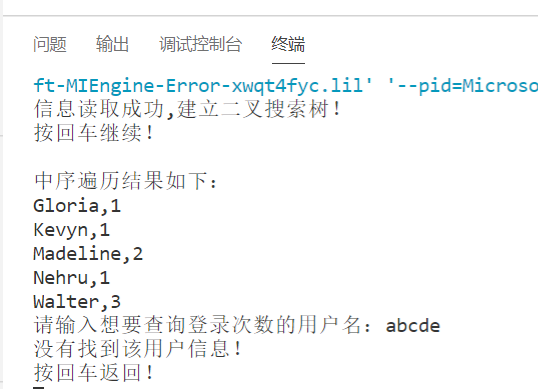 问题 输出 调试控制台 终端
ft-MIEngine-Error-xwqt4fyc.lil' '--pid=Microso
信息读取成功,建立二叉搜索树!
按回车继续!
中序遍历结果如下:
Gloria,1
Kevyn,1
Madeline,2
Nehru,1
Walter,3
请输入想要查询登录次数的用户名: abcde
没有找到该用户信息!
按回车返回!